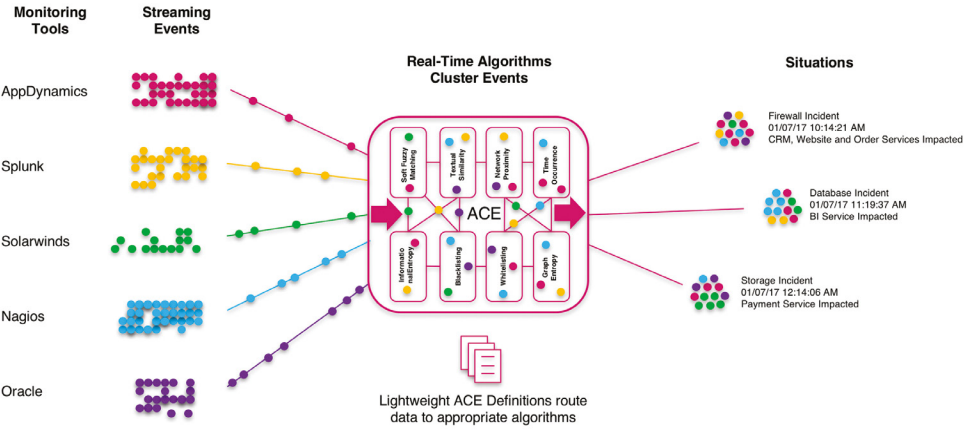 Monitoring
Tools
Streaming
Events
Real-Time Algorithms
Cluster Events
Situations
AppDynamics
Splunk
Solarwinds
Nagios
Oracle
Soft Fuzzy
Matching
Textual
Similarity
Network
Proximity
Time
Occurrence
ACE
Informatio
nalEntropy
Blacklisting
Whitelisting
Graph
Entropy
Firewall Incident
01/07/17 10:14:21 AM
CRM, Website and Order Services Impacted
Database Incident
01/07/17 11:19:37 AM
BI Service Impacted
Storage Incident
01/07/17 12:14:06 AM
Payment Service Impacted
Lightweight ACE Definitions route
data to appropriate algorithms